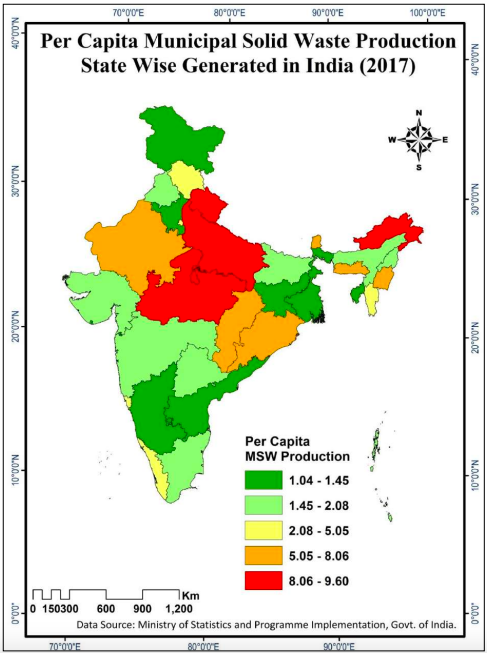 70°0'0"E 80°0'0"E 90°0'0"E 100°0'0"E
Per Capita Municipal Solid Waste Production
State Wise Generated in India (2017)
40°0'0"N 40°0'0"N
N
W E
S
30°0'0"N 30°0'0"N
20°0'0"N 20°0'0"N
Per Capita
MSW Production
10°0'0"N 10°0'0"N
1.04 - 1.45
1.45 - 2.08
2.08 - 5.05
5.05 - 8.06
8.06 - 9.60
Km
0 150 300 600 900 1,200
0°0'0" 0°0'0"
Data Source: Ministry of Statistics and Programme Implementation, Govt. of India.
70°0'0"E 80°0'0"E 90°0'0"E